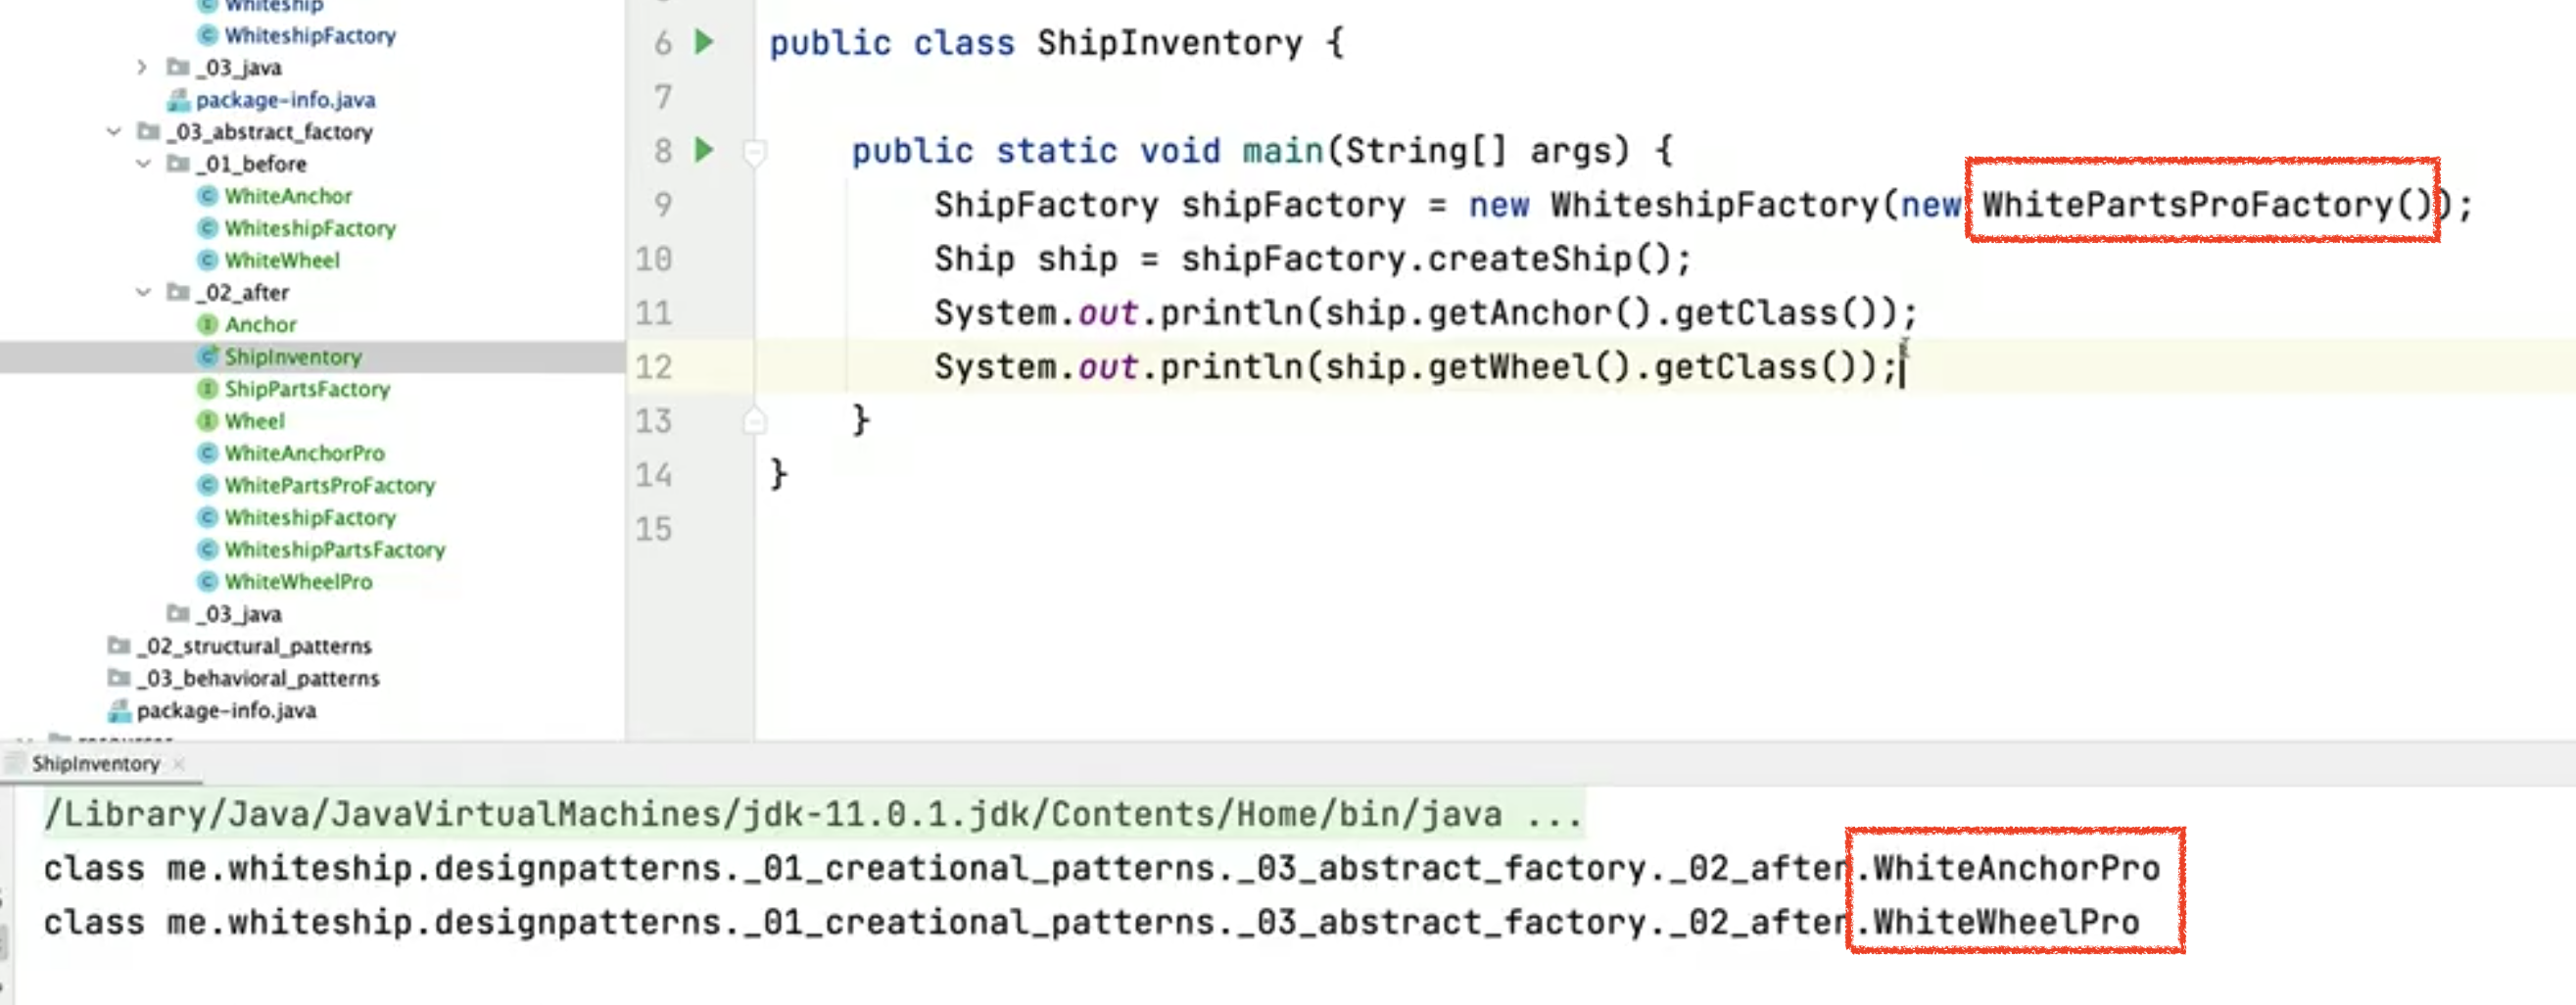 Whiteship
WhiteshipFactory
_03_java
package-info.java
_03_abstract_factory
_01_before
WhiteAnchor
WhiteshipFactory
WhiteWheel
_02_after
Anchor
ShipInventory
ShipPartsFactory
Wheel
WhiteAnchorPro
WhitePartsProFactory
WhiteshipFactory
WhiteshipPartsFactory
WhiteWheelPro
_03_java
_02_structural_patterns
_03_behavioral_patterns
package-info.java
6 public class ShipInventory {
7
8 public static void main(String[] args) {
9 ShipFactory shipFactory = new WhiteshipFactory(new WhitePartsProFactory());
10 Ship ship = shipFactory.createShip();
11 System.out.println(ship.getAnchor().getClass());
12 System.out.println(ship.getWheel().getClass());
13 }
14 }
15
ShipInventory
/Library/Java/JavaVirtualMachines/jdk-11.0.1.jdk/Contents/Home/bin/java ...
class me.whiteship.designpatterns._01_creational_patterns._03_abstract_factory._02_after.WhiteAnchorPro
class me.whiteship.designpatterns._01_creational_patterns._03_abstract_factory._02_after.WhiteWheelPro